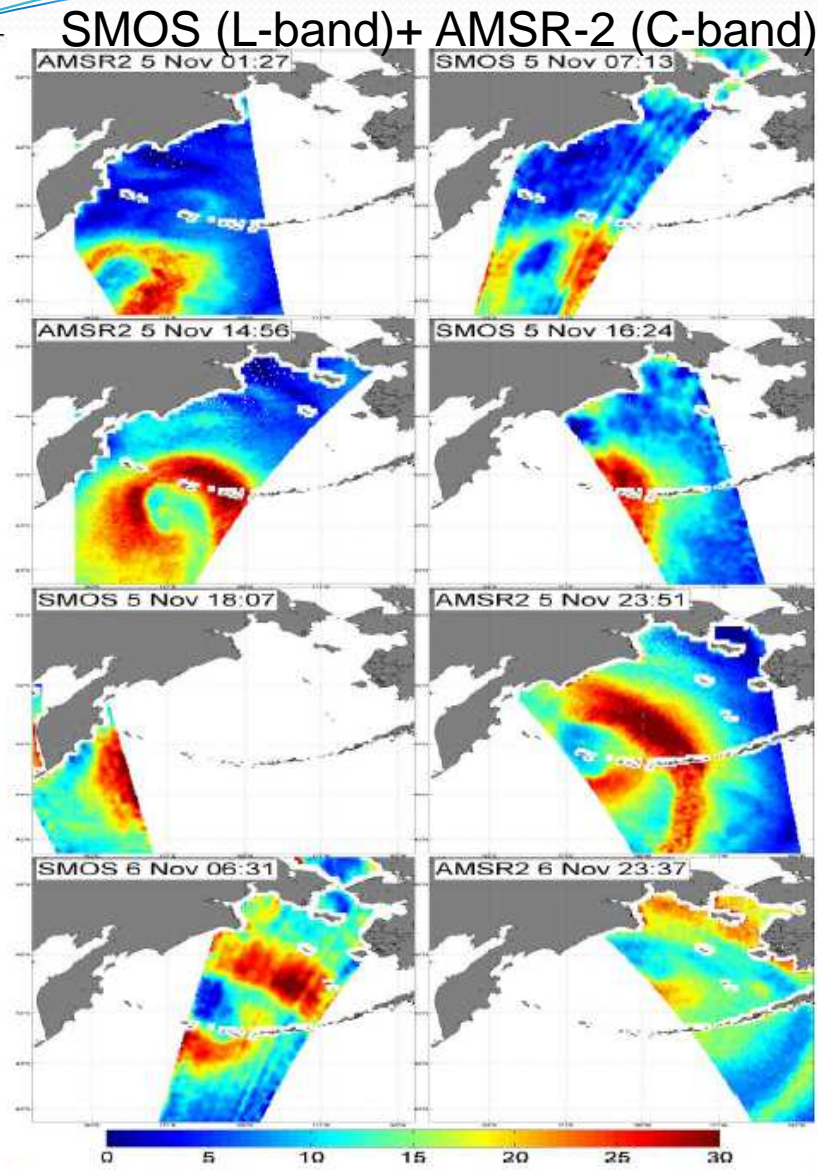 SMOS (L-band)+ AMSR-2 (C-band)
AMSR2 5 Nov 01:27
SMOS 5 Nov 07:13
AMSR2 5 Nov 14:56
SMOS 5 Nov 16:24
SMOS 5 Nov 18:07
AMSR2 5 Nov 23:51
SMOS 6 Nov 06:31
AMSR2 6 Nov 23:37
0 5 10 15 20 25 30